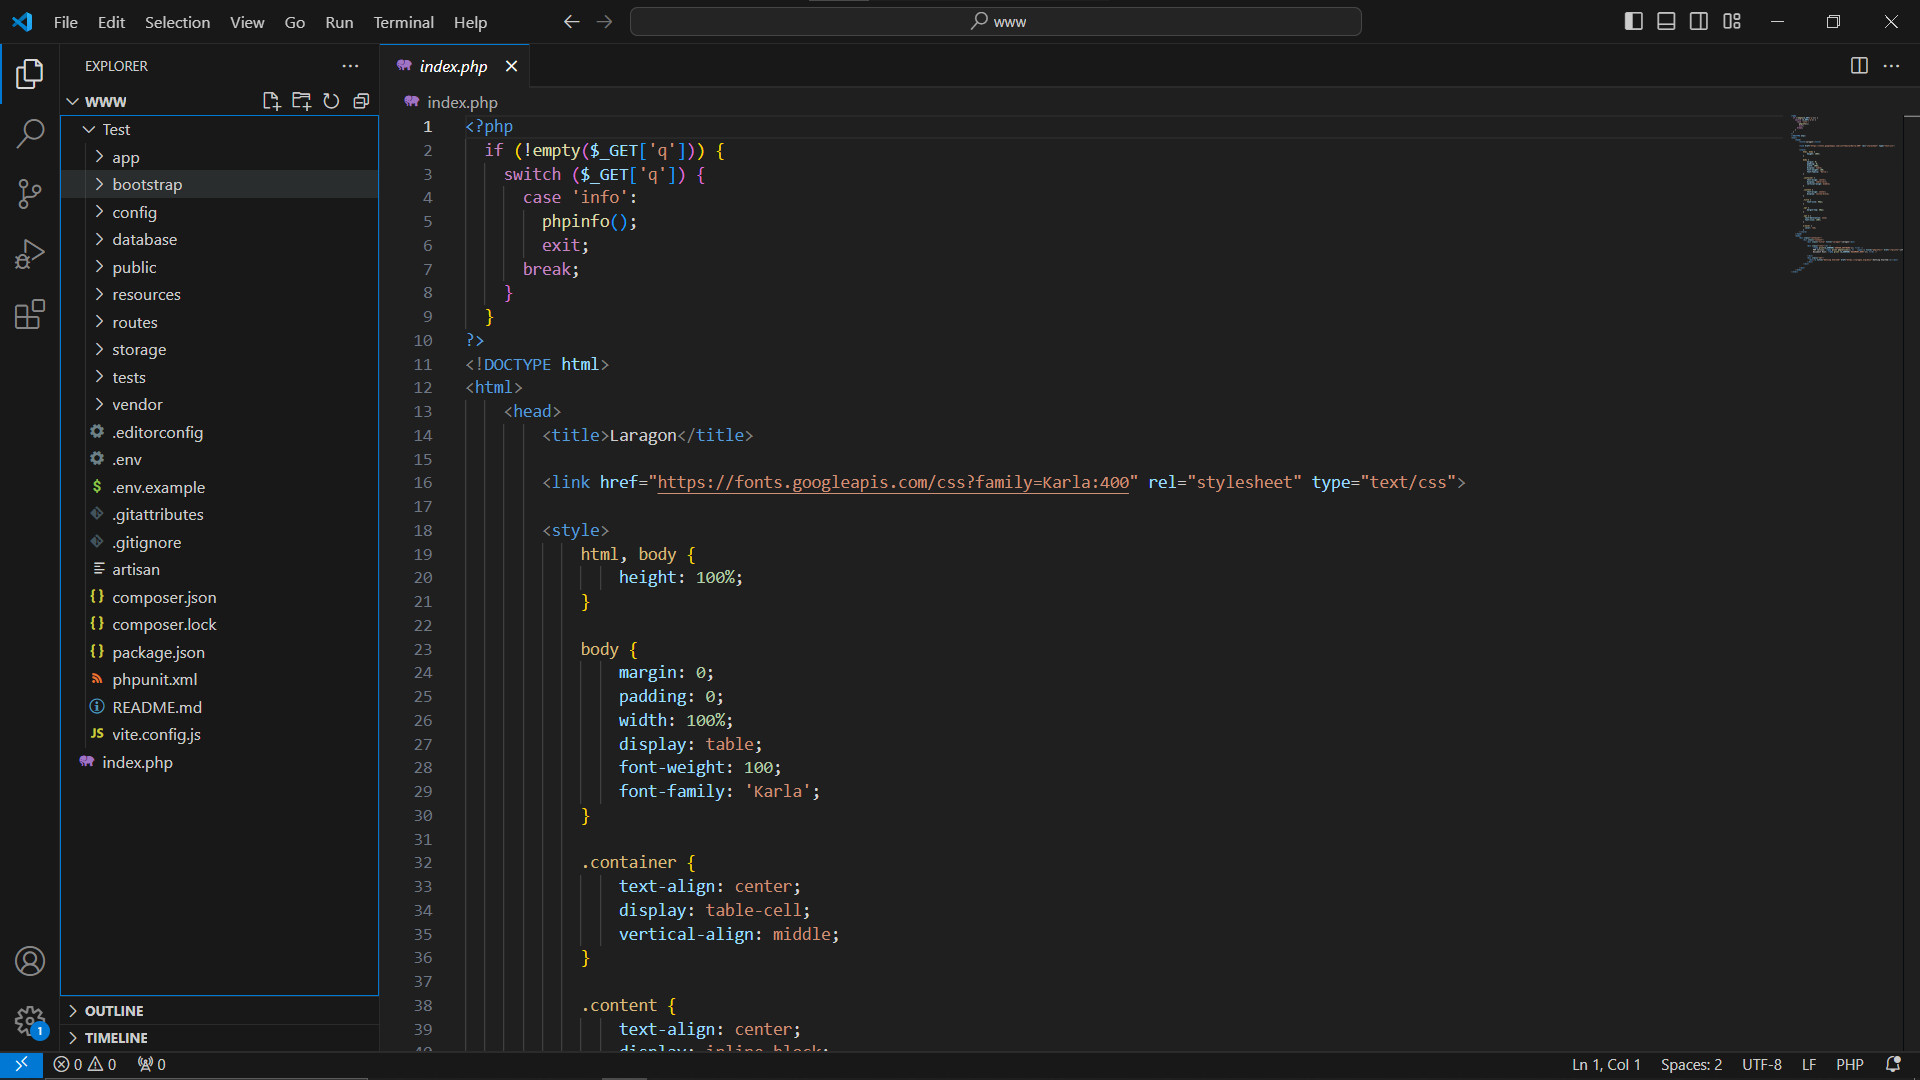 File Edit Selection View Go Run Terminal Help
www
EXPLORER
WWW
Test
app
bootstrap
config
database
public
resources
routes
storage
tests
vendor
.editorconfig
.env
.env.example
.gitattributes
.gitignore
artisan
composer.json
composer.lock
package.json
phpunit.xml
README.md
JS vite.config.js
index.php
OUTLINE
TIMELINE
1
index.php
index.php
1 <?php
2 if (!empty($_GET['q'])) {
3 switch ($_GET['q']) {
4 case 'info':
5 phpinfo();
6 exit;
7 break;
8 }
9 }
10 ?>
11 <!DOCTYPE html>
12 <html>
13 <head>
14 <title>Laragon</title>
15
16 <link href="https://fonts.googleapis.com/css?family=Karla:400" rel="stylesheet" type="text/css">
17
18 <style>
19 html, body {
20 height: 100%;
21 }
22
23 body {
24 margin: 0;
25 padding: 0;
26 width: 100%;
27 display: table;
28 font-weight: 100;
29 font-family: 'Karla';
30 }
31
32 .container {
33 text-align: center;
34 display: table-cell;
35 vertical-align: middle;
36 }
37
38 .content {
39 text-align: center;
40 display: inline-block;
0 0 0
Ln 1, Col 1 Spaces: 2 UTF-8 LF PHP